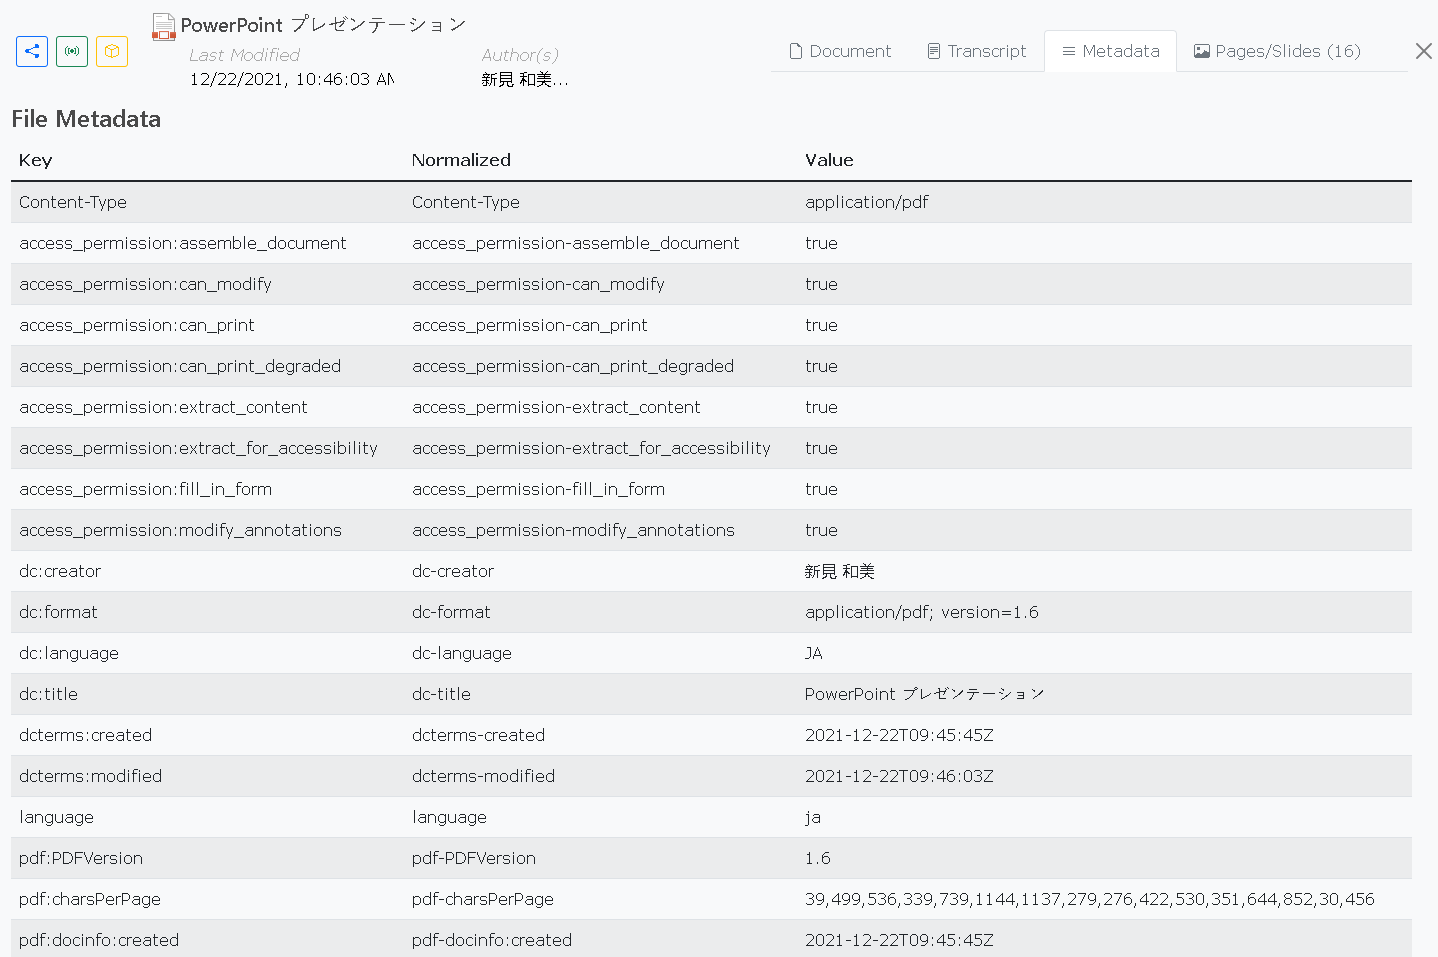 PowerPoint プレゼンテーション
Last Modified
Author(s)
12/22/2021, 10:46:03 AM
新見 和美...
Document
Transcript
Metadata
Pages/Slides (16)
File Metadata
Key Normalized Value
Content-Type Content-Type application/pdf
access_permission:assemble_document access_permission-assemble_document true
access_permission:can_modify access_permission-can_modify true
access_permission:can_print access_permission-can_print true
access_permission:can_print_degraded access_permission-can_print_degraded true
access_permission:extract_content access_permission-extract_content true
access_permission:extract_for_accessibility access_permission-extract_for_accessibility true
access_permission:fill_in_form access_permission-fill_in_form true
access_permission:modify_annotations access_permission-modify_annotations true
dc:creator dc-creator 新見 和美
dc:format dc-format application/pdf; version=1.6
dc:language dc-language JA
dc:title dc-title PowerPoint プレゼンテーション
dcterms:created dcterms-created 2021-12-22T09:45:45Z
dcterms:modified dcterms-modified 2021-12-22T09:46:03Z
language language ja
pdf:PDFVersion pdf-PDFVersion 1.6
pdf:charsPerPage pdf-charsPerPage 39,499,536,339,739,1144,1137,279,276,422,530,351,644,852,30,456
pdf:docinfo:created pdf-docinfo:created 2021-12-22T09:45:45Z